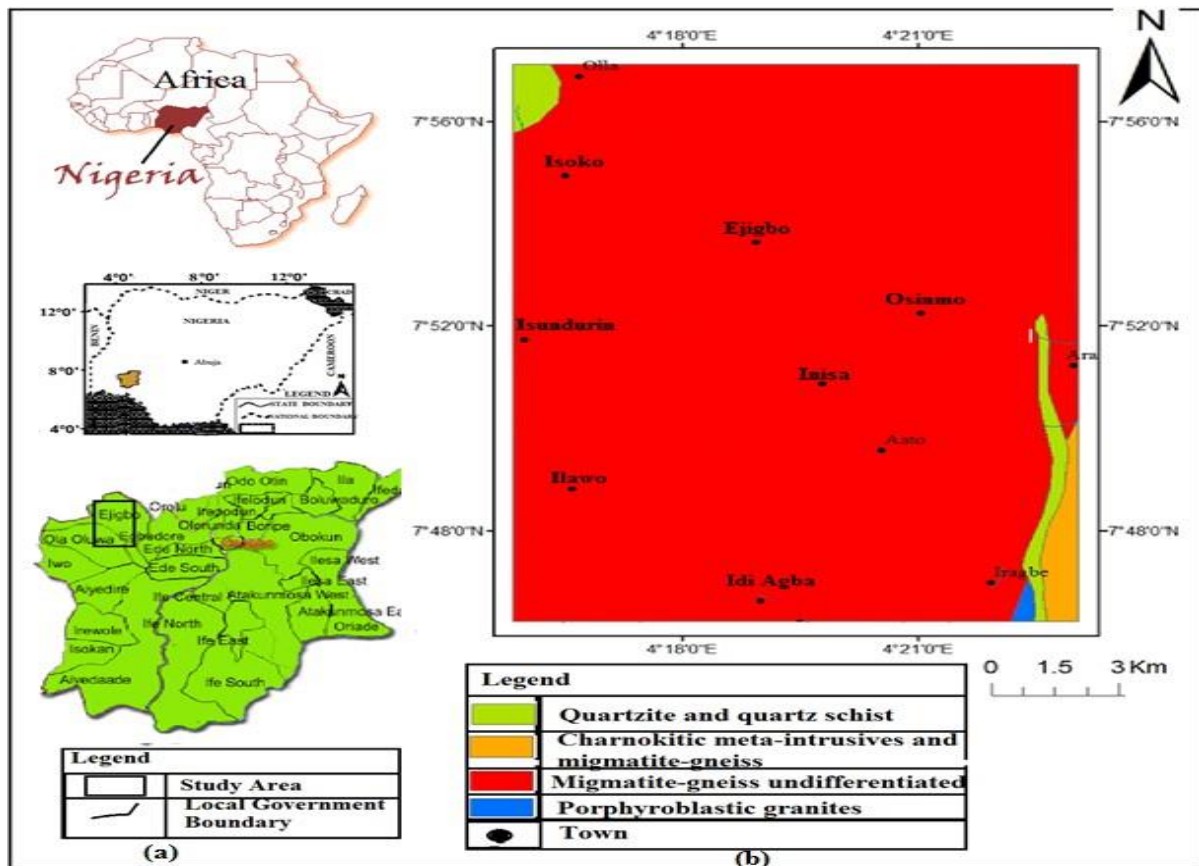 Africa
Nigeria
4°0'
8°0'
12°0'
NIGER
CHAD
12°0'
BENIN
NIGERIA
CAMEROON
Abuja
8°0'
LEGEND
STATE BOUNDARY
NATIONAL BOUNDARY
4°0'
Odo Otin
Ila
Ifelodun
Boluwaduro
Ifeda
Ejigbo
Orolu
Irepodun
Olorunda
Boripe
Ola Oluwa
Egbedore
Obokun
Ede North
Iwo
Ede South
Ilesa West
Ilesa East
Aiyedire
Ife Central
Atakunmosa West
Atakunmosa Ea
Oriade
Irewole
Ife North
Ife East
Isokan
Aiyedaade
Ife South
Legend
Study Area
Local Government
Boundary
(a)
N
4°18'0"E
4°21'0"E
Olla
7°56'0"N
7°56'0"N
Isoko
Ejigbo
Osinmo
7°52'0"N
Isundurin
7°52'0"N
Ara
Inisa
Aato
Ilawo
7°48'0"N
7°48'0"N
Idi Agba
Iragbe
4°18'0"E
4°21'0"E
0 1.5 3 Km
Legend
Quartzite and quartz schist
Charnokitic meta-intrusives and
migmatite-gneiss
Migmatite-gneiss undifferentiated
Porphyroblastic granites
Town
(b)